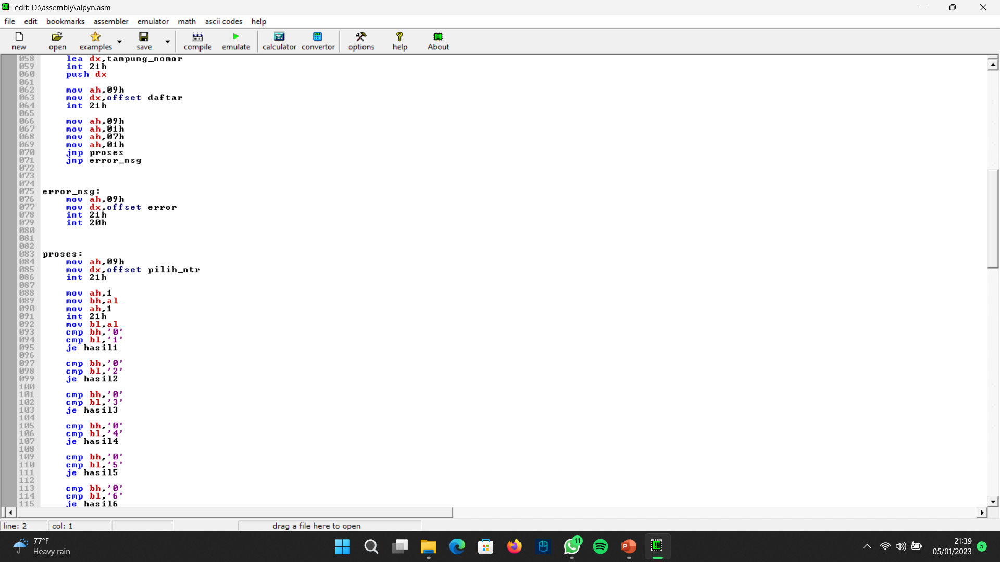 edit: D:\assembly\alpyn.asm
file edit bookmarks assembler emulator math ascii codes help
new open examples save compile emulate calculator convertor options help About
058 lea dx,tampung_nomor
059 int 21h
060 push dx
061
062 mov ah,09h
063 mov dx,offset daftar
064 int 21h
065
066 mov ah,09h
067 mov ah,01h
068 mov ah,07h
069 mov ah,01h
070 jmp proses
071 jmp error_msg
072
073
074
075 error_msg:
076 mov ah,09h
077 mov dx,offset error
078 int 21h
079 int 20h
080
081
082
083 proses:
084 mov ah,09h
085 mov dx,offset pilih_mtr
086 int 21h
087
088 mov ah,1
089 mov bh,al
090 mov ah,1
091 int 21h
092 mov bl,al
093 cmp bh,'0'
094 cmp bl,'1'
095 je hasil1
096
097 cmp bh,'0'
098 cmp bl,'2'
099 je hasil2
100
101 cmp bh,'0'
102 cmp bl,'3'
103 je hasil3
104
105 cmp bh,'0'
106 cmp bl,'4'
107 je hasil4
108
109 cmp bh,'0'
110 cmp bl,'5'
111 je hasil5
112
113 cmp bh,'0'
114 cmp bl,'6'
115 je hasil6
line: 2 col: 1 drag a file here to open
77°F
Heavy rain
11
21:39
05/01/2023
5